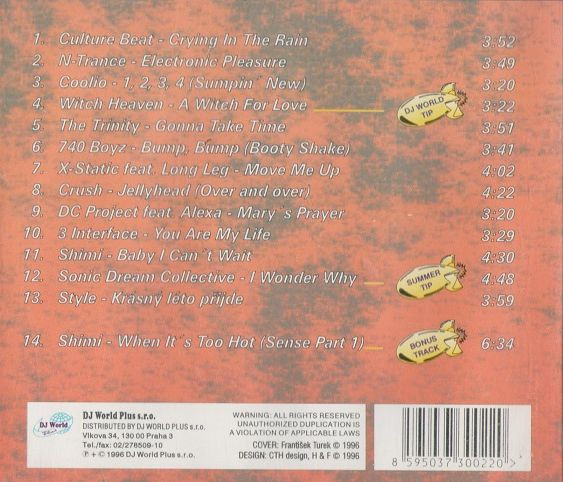 1. Culture Beat - Crying In The Rain 3:52
2. N-Trance - Electronic Pleasure 3:49
3. Coolio - 1, 2, 3, 4 (Sumpin´ New) 3:20
4. Witch Heaven - A Witch For Love 3:22
DJ WORLD
TIP
5. The Trinity - Gonna Take Time 3:51
6. 740 Boyz - Bump, Bump (Booty Shake) 3:41
7. X-Static feat. Long Leg - Move Me Up 4:02
8. Crush - Jellyhead (Over and over) 4:22
9. DC Project feat. Alexa - Mary´s Prayer 3:20
10. 3 Interface - You Are My Life 3:29
11. Shimi - Baby I Can´t Wait 4:30
12. Sonic Dream Collective - I Wonder Why 4:48
SUMMER
TIP
13. Style - Krásný léto přijde 3:59
14. Shimi - When It´s Too Hot (Sense Part 1) 6:34
BONUS
TRACK
DJ World
DJ World Plus s.r.o.
DISTRIBUTED BY DJ WORLD PLUS s.r.o.
Vlkova 34, 130 00 Praha 3
Tel./fax: 02/276509-10
℗ + © 1996 DJ World Plus s.r.o.
WARNING: ALL RIGHTS RESERVED
UNAUTHORIZED DUPLICATION IS
A VIOLATION OF APPLICABLE LAWS
COVER: František Turek © 1996
DESIGN: CTH design, H & F © 1996
8 595037 300220 >